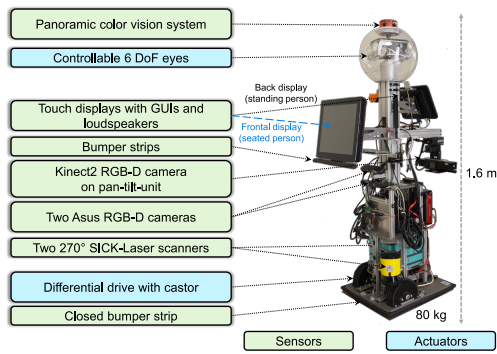 Panoramic color vision system
Controllable 6 DoF eyes
Back display
(standing person)
Touch displays with GUIs and
loudspeakers
Frontal display
(seated person)
Bumper strips
Kinect2 RGB-D camera
on pan-tilt-unit
Two Asus RGB-D cameras
Two 270° SICK-Laser scanners
Differential drive with castor
Closed bumper strip
1.6 m
80 kg
Sensors
Actuators